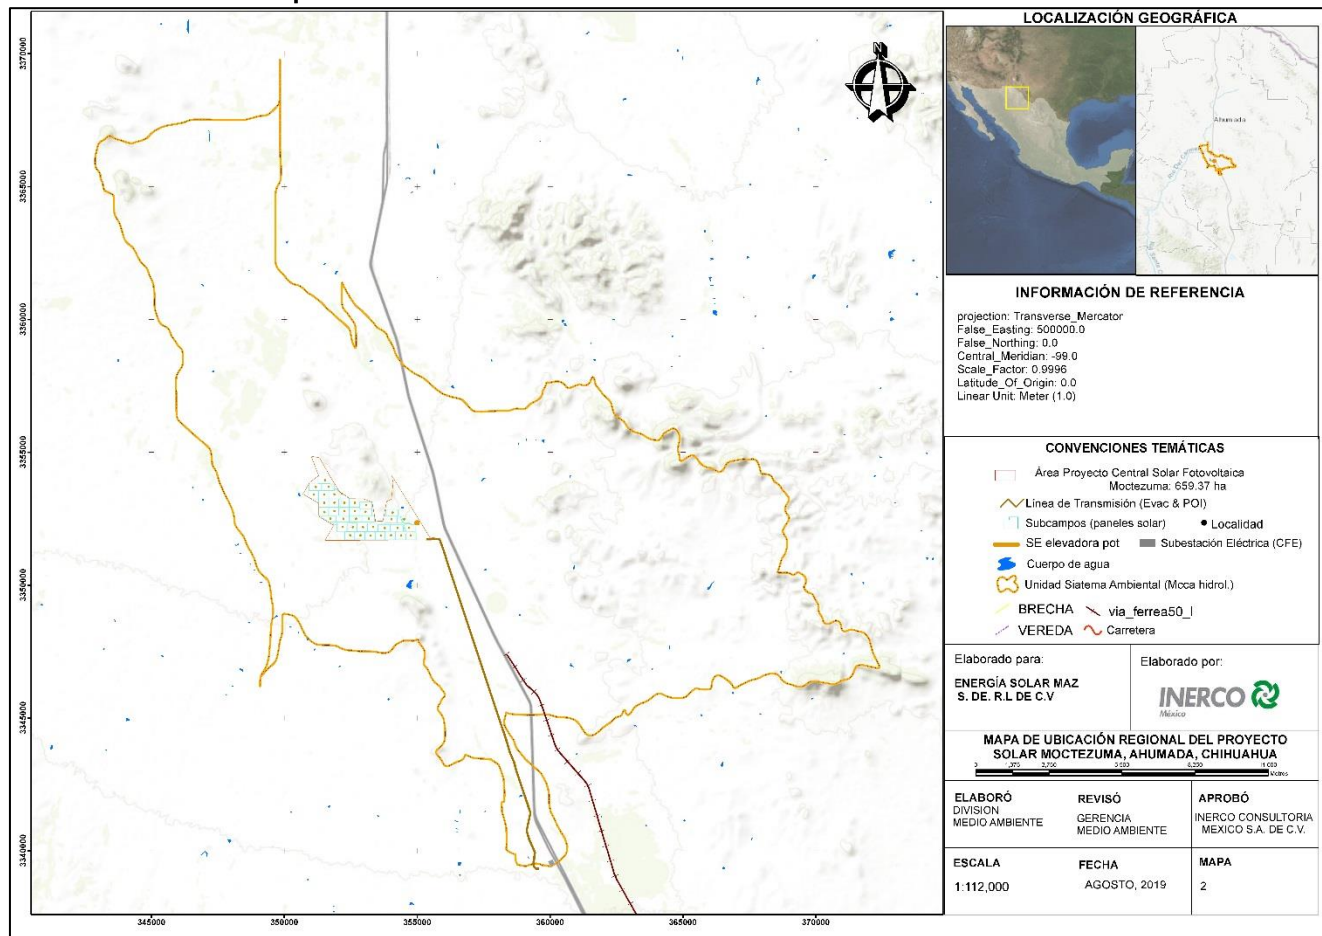 LOCALIZACIÓN GEOGRÁFICA
N
Ahumada
INFORMACIÓN DE REFERENCIA
projection: Transverse_Mercator
False_Easting: 500000.0
False_Northing: 0.0
Central_Meridian: -99.0
Scale_Factor: 0.9996
Latitude_Of_Origin: 0.0
Linear Unit: Meter (1.0)
CONVENCIONES TEMÁTICAS
Área Proyecto Central Solar Fotovoltaica
Moctezuma: 659.37 ha
Línea de Transmisión (Evac & POI)
Subcampos (paneles solar)
Localidad
SE elevadora pot
Subestación Eléctrica (CFE)
Cuerpo de agua
Unidad Siatema Ambiental (Mcca hidrol.)
BRECHA
via_ferrea50_l
VEREDA
Carretera
Elaborado para:
ENERGÍA SOLAR MAZ
S. DE. R.L DE C.V
Elaborado por:
INERCO
México
MAPA DE UBICACIÓN REGIONAL DEL PROYECTO
SOLAR MOCTEZUMA, AHUMADA, CHIHUAHUA
Metros
ELABORÓ
DIVISION
MEDIO AMBIENTE
REVISÓ
GERENCIA
MEDIO AMBIENTE
APROBÓ
INERCO CONSULTORIA
MEXICO S.A. DE C.V.
ESCALA
1:112,000
FECHA
AGOSTO, 2019
MAPA
2
3370000
3365000
3360000
3355000
3350000
3345000
3340000
345000
350000
355000
360000
365000
370000